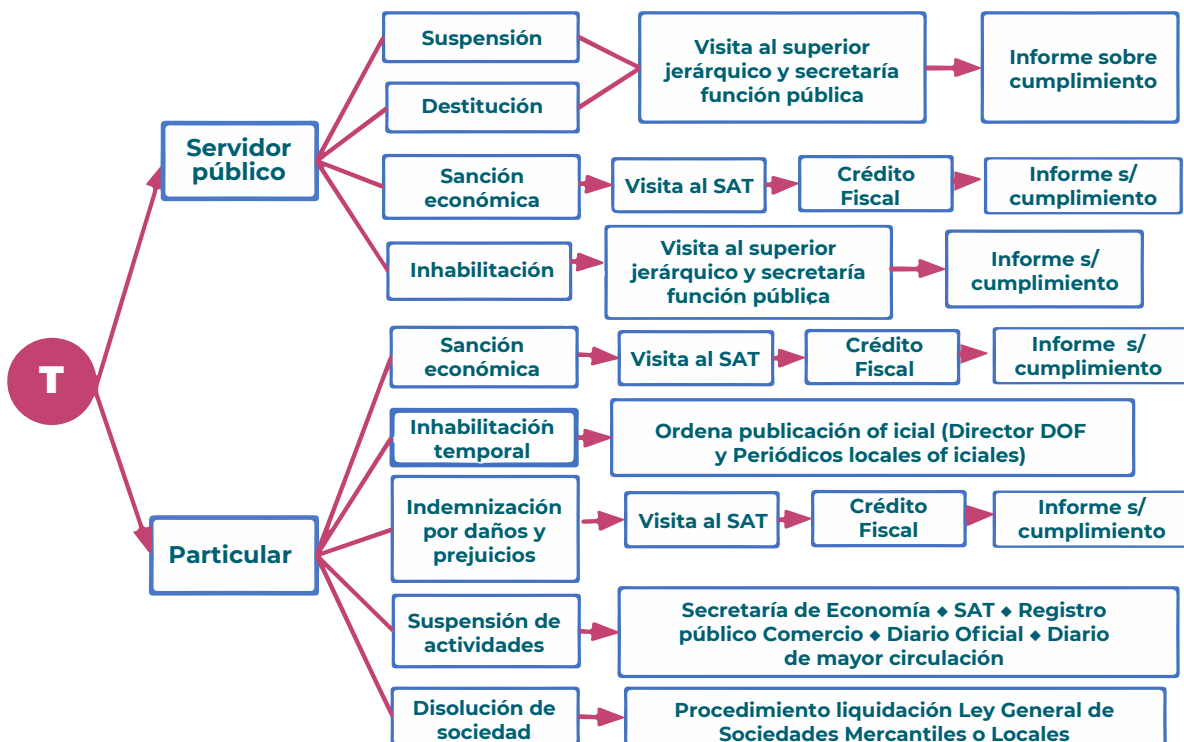 Suspensión
Visita al superior
jerárquico y secretaría
función pública
Informe sobre
cumplimiento
Destitución
Servidor
público
Sanción
económica
Visita al SAT
Crédito
Fiscal
Informe s/
cumplimiento
Inhabilitación
Visita al superior
jerárquico y secretaría
función pública
Informe s/
cumplimiento
T
Sanción
económica
Visita al SAT
Crédito
Fiscal
Informe s/
cumplimiento
Inhabilitación
temporal
Ordena publicación of icial (Director DOF
y Periódicos locales of iciales)
Particular
Indemnización
por daños y
prejuicios
Visita al SAT
Crédito
Fiscal
Informe s/
cumplimiento
Suspensión de
actividades
Secretaría de Economía ◆ SAT ◆ Registro
público Comercio ◆ Diario Oficial ◆ Diario
de mayor circulación
Disolución de
sociedad
Procedimiento liquidación Ley General de
Sociedades Mercantiles o Locales